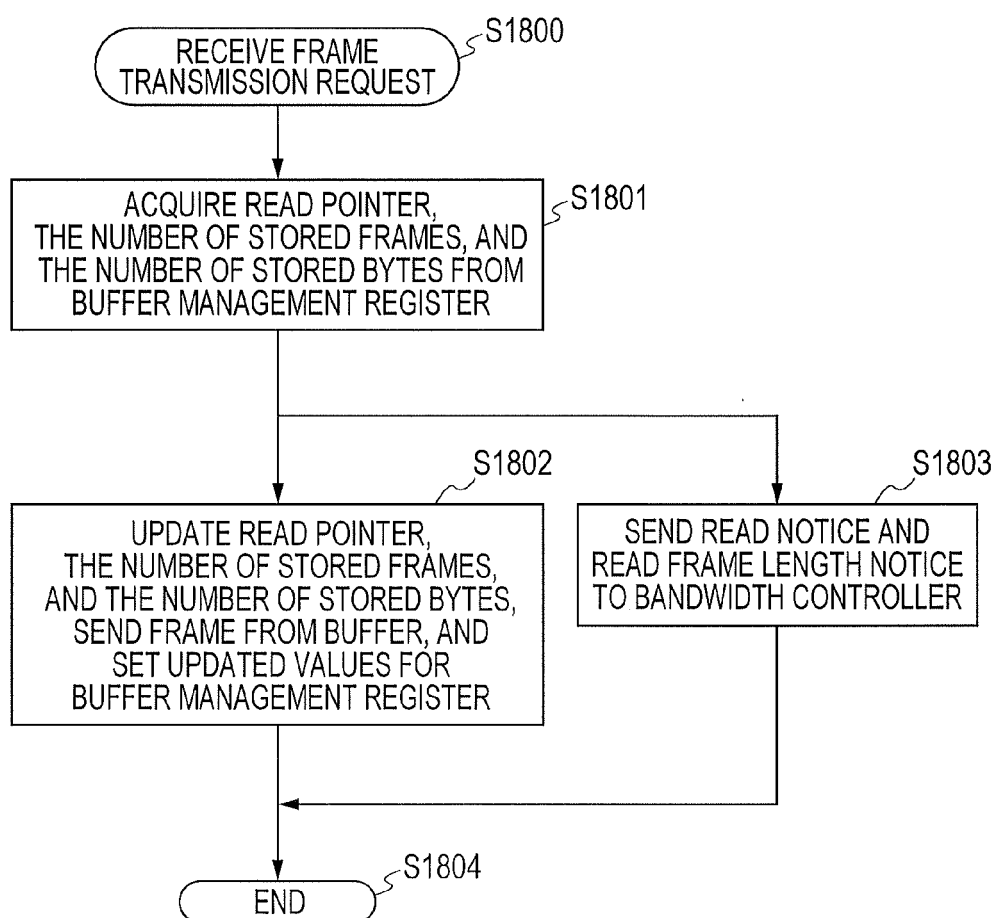 S1800
RECEIVE FRAME
TRANSMISSION REQUEST
S1801
ACQUIRE READ POINTER,
THE NUMBER OF STORED FRAMES, AND
THE NUMBER OF STORED BYTES FROM
BUFFER MANAGEMENT REGISTER
S1802
UPDATE READ POINTER,
THE NUMBER OF STORED FRAMES,
AND THE NUMBER OF STORED BYTES,
SEND FRAME FROM BUFFER, AND
SET UPDATED VALUES FOR
BUFFER MANAGEMENT REGISTER
S1803
SEND READ NOTICE AND
READ FRAME LENGTH NOTICE
TO BANDWIDTH CONTROLLER
S1804
END